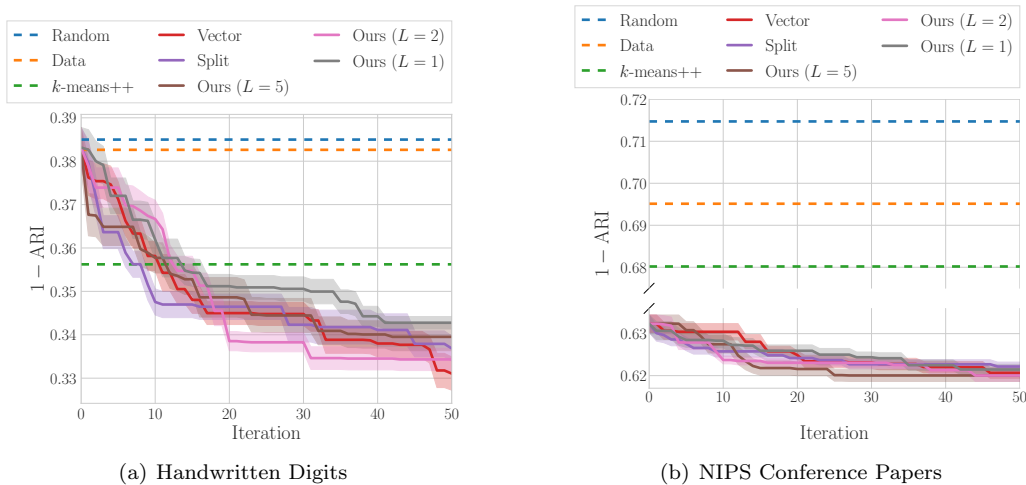 Random
Data
k-means++
Vector
Split
Ours (L = 5)
Ours (L = 2)
Ours (L = 1)
1 − ARI
0.39
0.38
0.37
0.36
0.35
0.34
0.33
0 10 20 30 40 50
Iteration
(a) Handwritten Digits
Random
Data
k-means++
Vector
Split
Ours (L = 5)
Ours (L = 2)
Ours (L = 1)
1 − ARI
0.72
0.71
0.70
0.69
0.68
0.63
0.62
0 10 20 30 40 50
Iteration
(b) NIPS Conference Papers